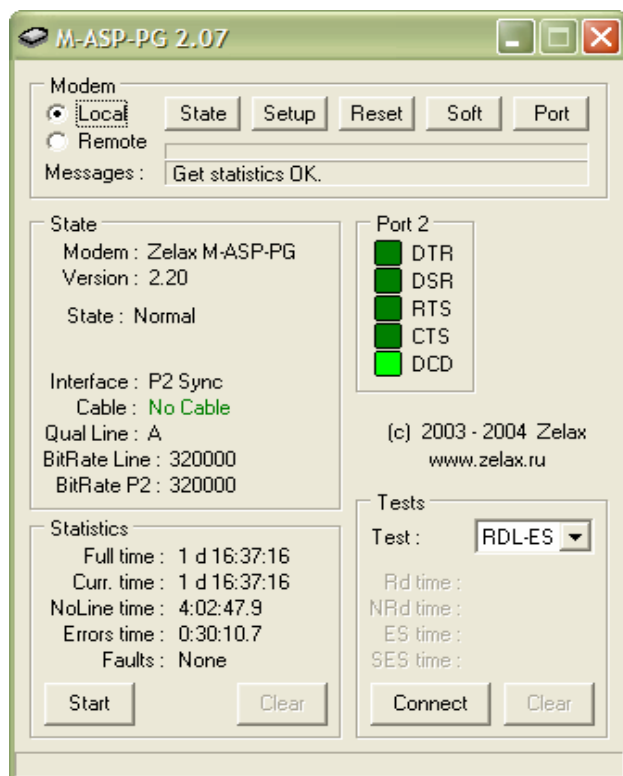 M-ASP-PG 2.07
Modem
Local State Setup Reset Soft Port
Remote
Messages : Get statistics OK.
State
Modem : Zelax M-ASP-PG
Version : 2.20
State : Normal
Interface : P2 Sync
Cable : No Cable
Qual Line : A
BitRate Line : 320000
BitRate P2 : 320000
Port 2
DTR
DSR
RTS
CTS
DCD
(c) 2003 - 2004 Zelax
www.zelax.ru
Statistics
Full time : 1 d 16:37:16
Curr. time : 1 d 16:37:16
NoLine time : 4:02:47.9
Errors time : 0:30:10.7
Faults : None
Start Clear
Tests
Test : RDL-ES
Rd time :
NRd time :
ES time :
SES time :
Connect Clear